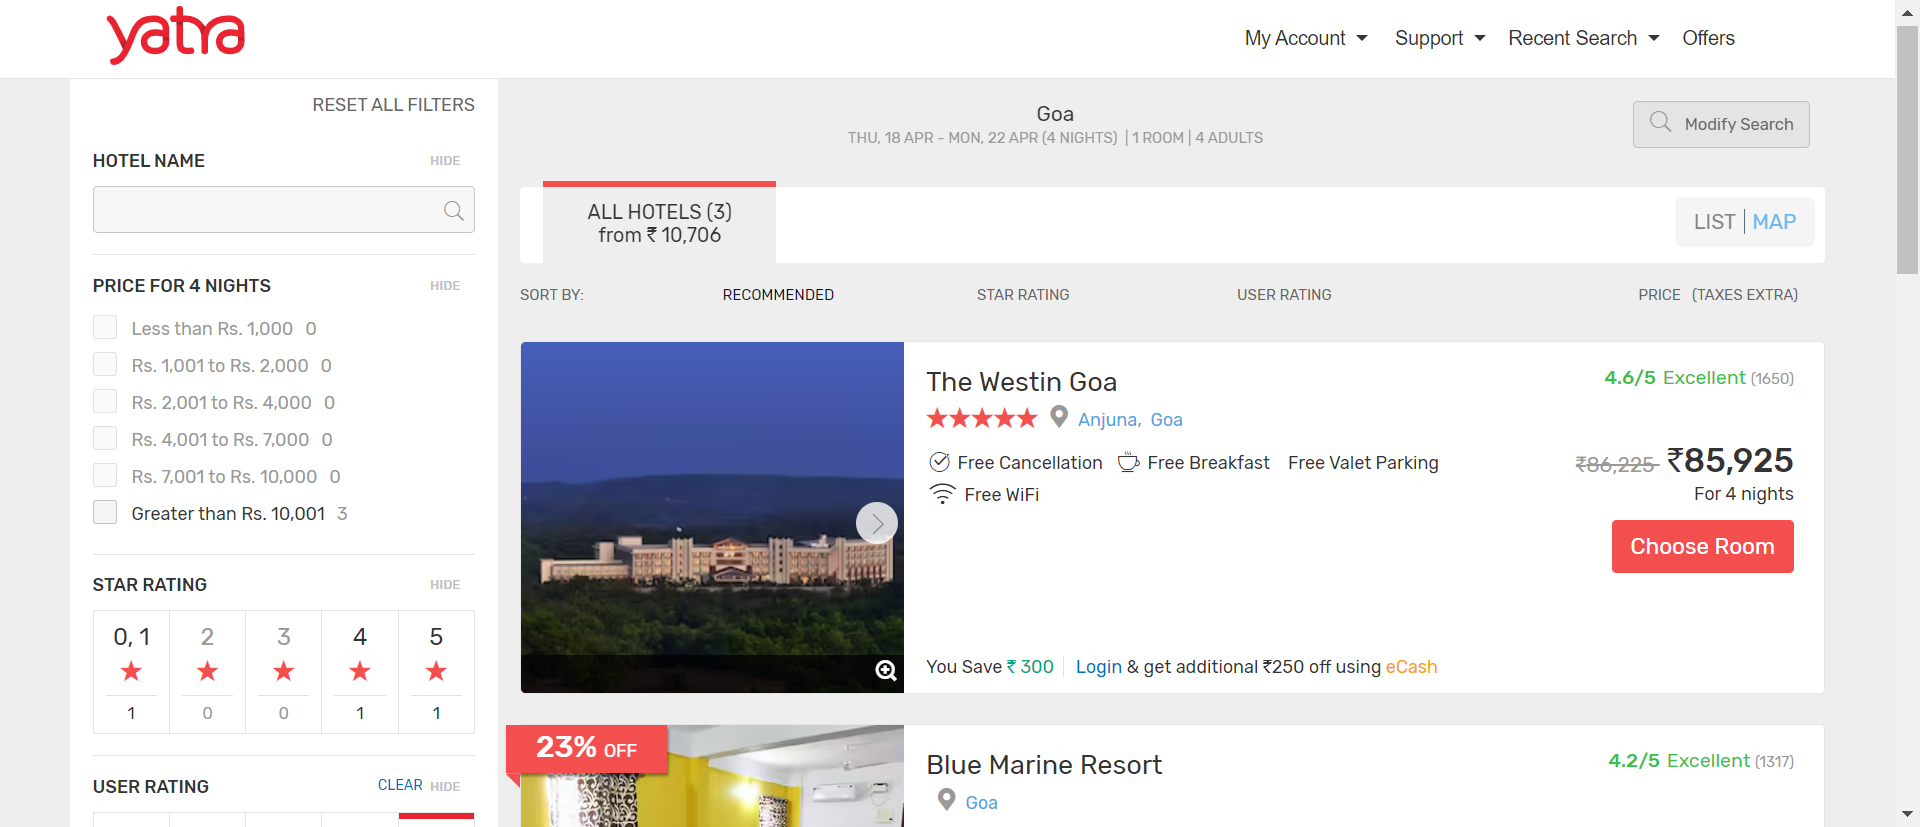 yatra
My Account
Support
Recent Search
Offers
RESET ALL FILTERS
HOTEL NAME
HIDE
PRICE FOR 4 NIGHTS
HIDE
Less than Rs. 1,000 0
Rs. 1,001 to Rs. 2,000 0
Rs. 2,001 to Rs. 4,000 0
Rs. 4,001 to Rs. 7,000 0
Rs. 7,001 to Rs. 10,000 0
Greater than Rs. 10,001 3
STAR RATING
HIDE
0, 1 2 3 4 5
1 0 0 1 1
USER RATING
CLEAR HIDE
Goa
THU, 18 APR - MON, 22 APR (4 NIGHTS) | 1 ROOM | 4 ADULTS
Modify Search
ALL HOTELS (3)
from ₹ 10,706
LIST | MAP
SORT BY: RECOMMENDED STAR RATING USER RATING PRICE (TAXES EXTRA)
The Westin Goa
4.6/5 Excellent (1650)
Anjuna, Goa
Free Cancellation Free Breakfast Free Valet Parking
Free WiFi
₹86,225 ₹85,925
For 4 nights
Choose Room
You Save ₹ 300 Login & get additional ₹250 off using eCash
23% OFF
Blue Marine Resort
4.2/5 Excellent (1317)
Goa